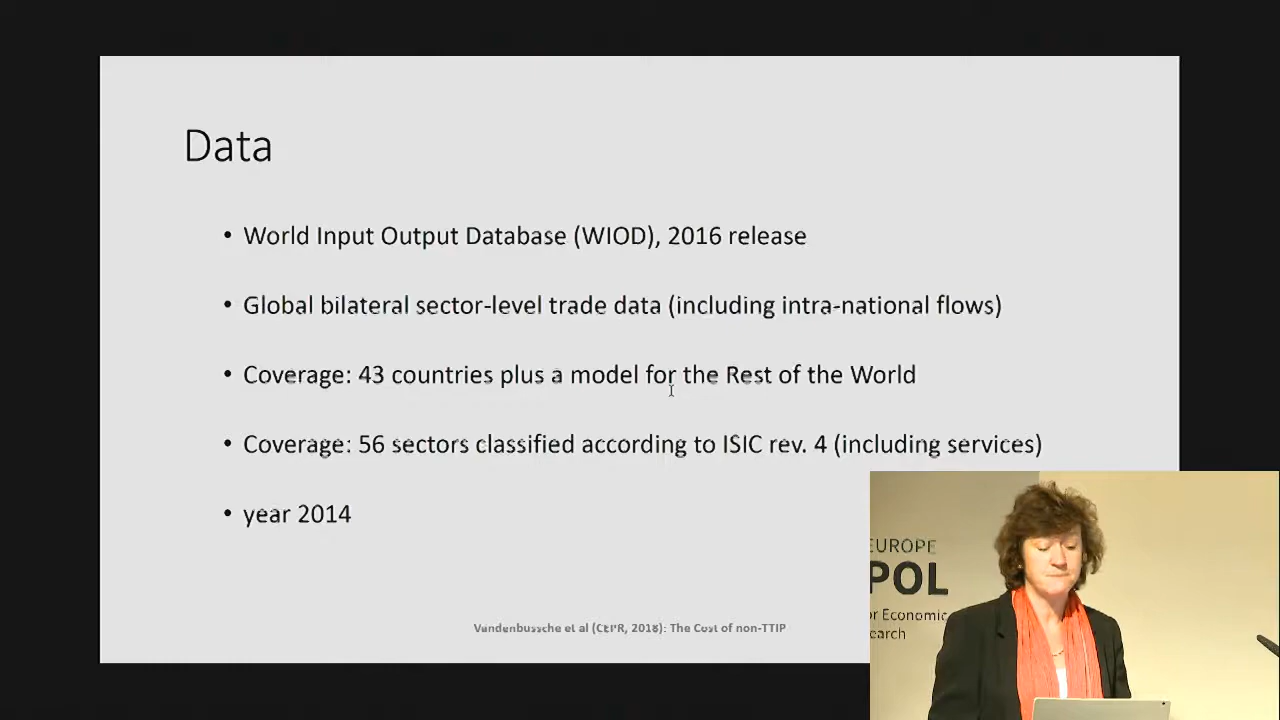 Data
• World Input Output Database (WIOD), 2016 release
• Global bilateral sector-level trade data (including intra-national flows)
• Coverage: 43 countries plus a model for the Rest of the World
• Coverage: 56 sectors classified according to ISIC rev. 4 (including services)
• year 2014
Vandenbussche et al (CEPR, 2018): The Cost of non-TTIP
EUROPE
POL
or Economic
earch